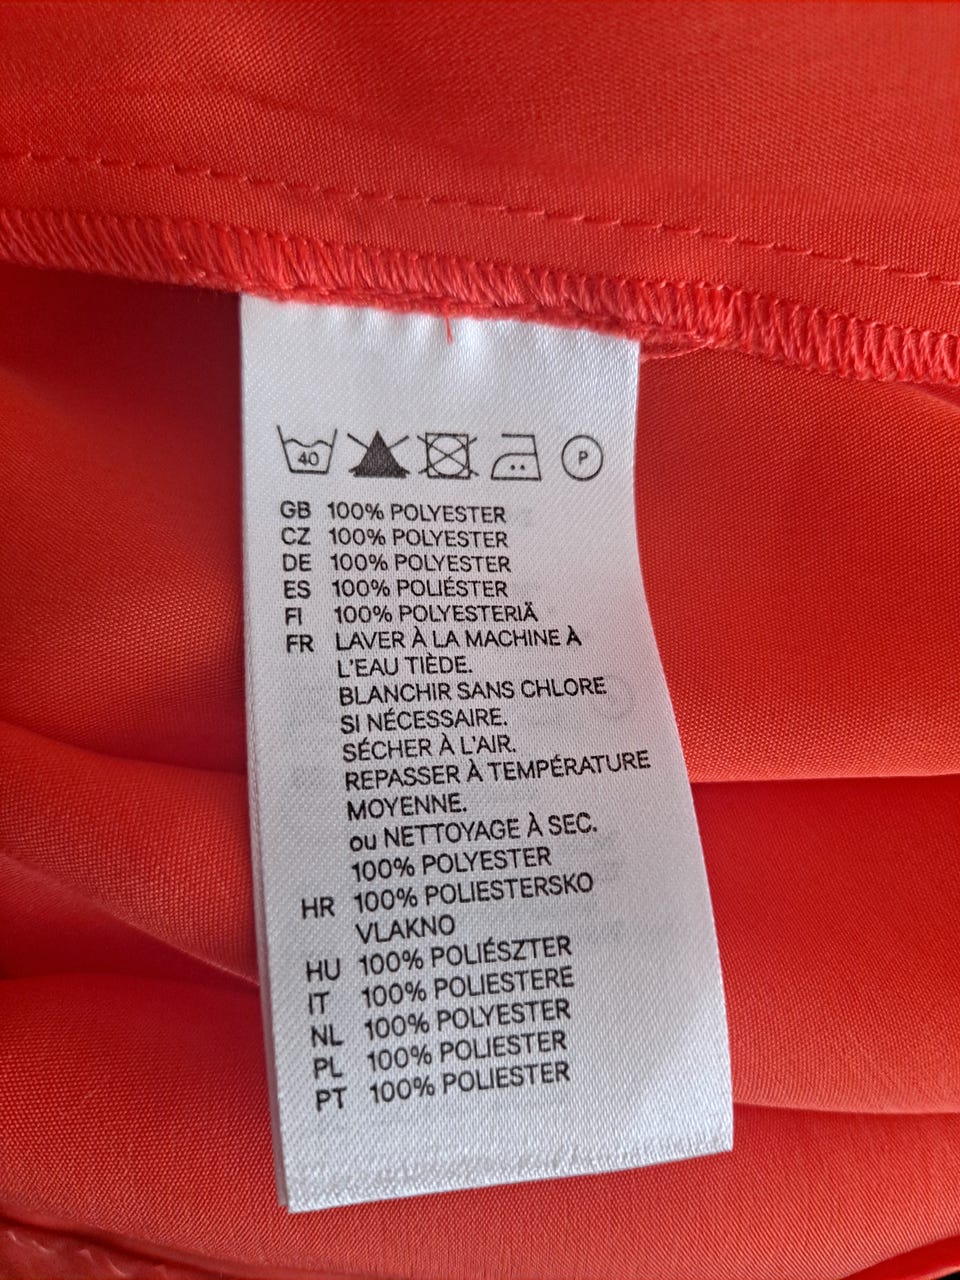 40 P
GB 100% POLYESTER
CZ 100% POLYESTER
DE 100% POLYESTER
ES 100% POLIÉSTER
FI 100% POLYESTERIÄ
FR LAVER À LA MACHINE À
L'EAU TIÈDE.
BLANCHIR SANS CHLORE
SI NÉCESSAIRE.
SÉCHER À L'AIR.
REPASSER À TEMPÉRATURE
MOYENNE.
ou NETTOYAGE À SEC.
100% POLYESTER
HR 100% POLIESTERSKO
VLAKNO
HU 100% POLIÉSZTER
IT 100% POLIESTERE
NL 100% POLYESTER
PL 100% POLIESTER
PT 100% POLIESTER